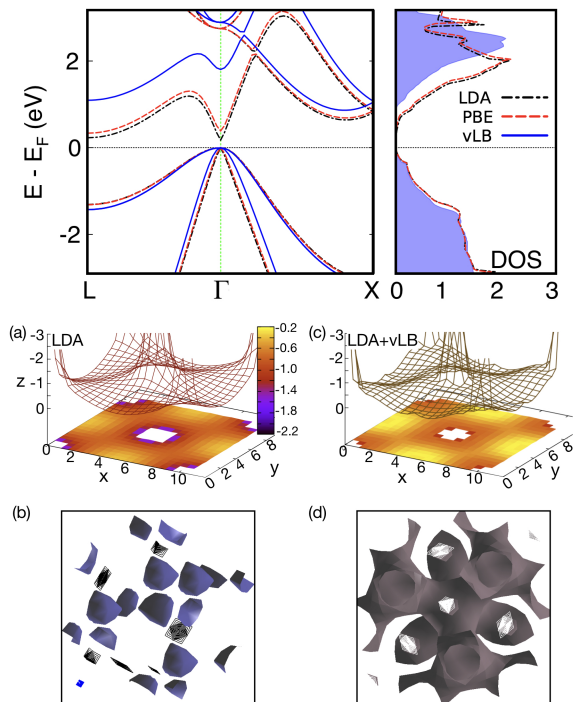 E - E_F (eV)
2
0
-2
L
Γ
X
LDA
PBE
vLB
DOS
0
1
2
3
(a)
LDA
-3
-2
-1
0
z
-0.2
-0.6
-1.0
-1.4
-1.8
-2.2
0
2
4
6
8
10
x
0
2
4
6
8
y
(c)
LDA+vLB
-3
-2
-1
0
0
2
4
6
8
10
x
0
2
4
6
8
y
(b)
(d)